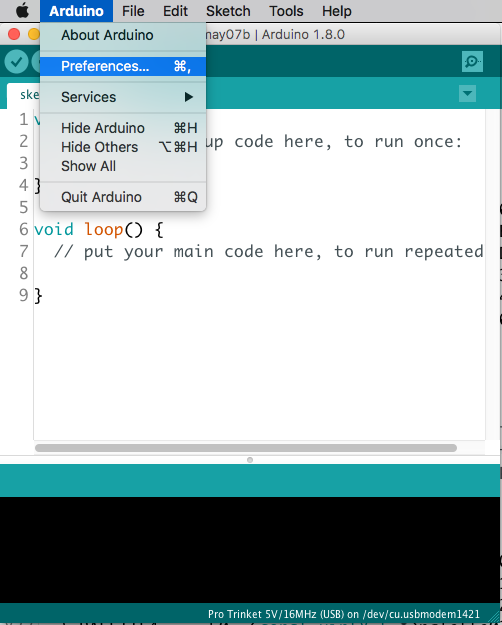 Arduino File Edit Sketch Tools Help
About Arduino
may07b | Arduino 1.8.0
Preferences... ⌘,
Services ▶
ske
Hide Arduino ⌘H
Hide Others ⌥⌘H
Show All
Quit Arduino ⌘Q
1 v
2 up code here, to run once:
3
4 }
5
6 void loop() {
7 // put your main code here, to run repeated
8
9 }
Pro Trinket 5V/16MHz (USB) on /dev/cu.usbmodem1421